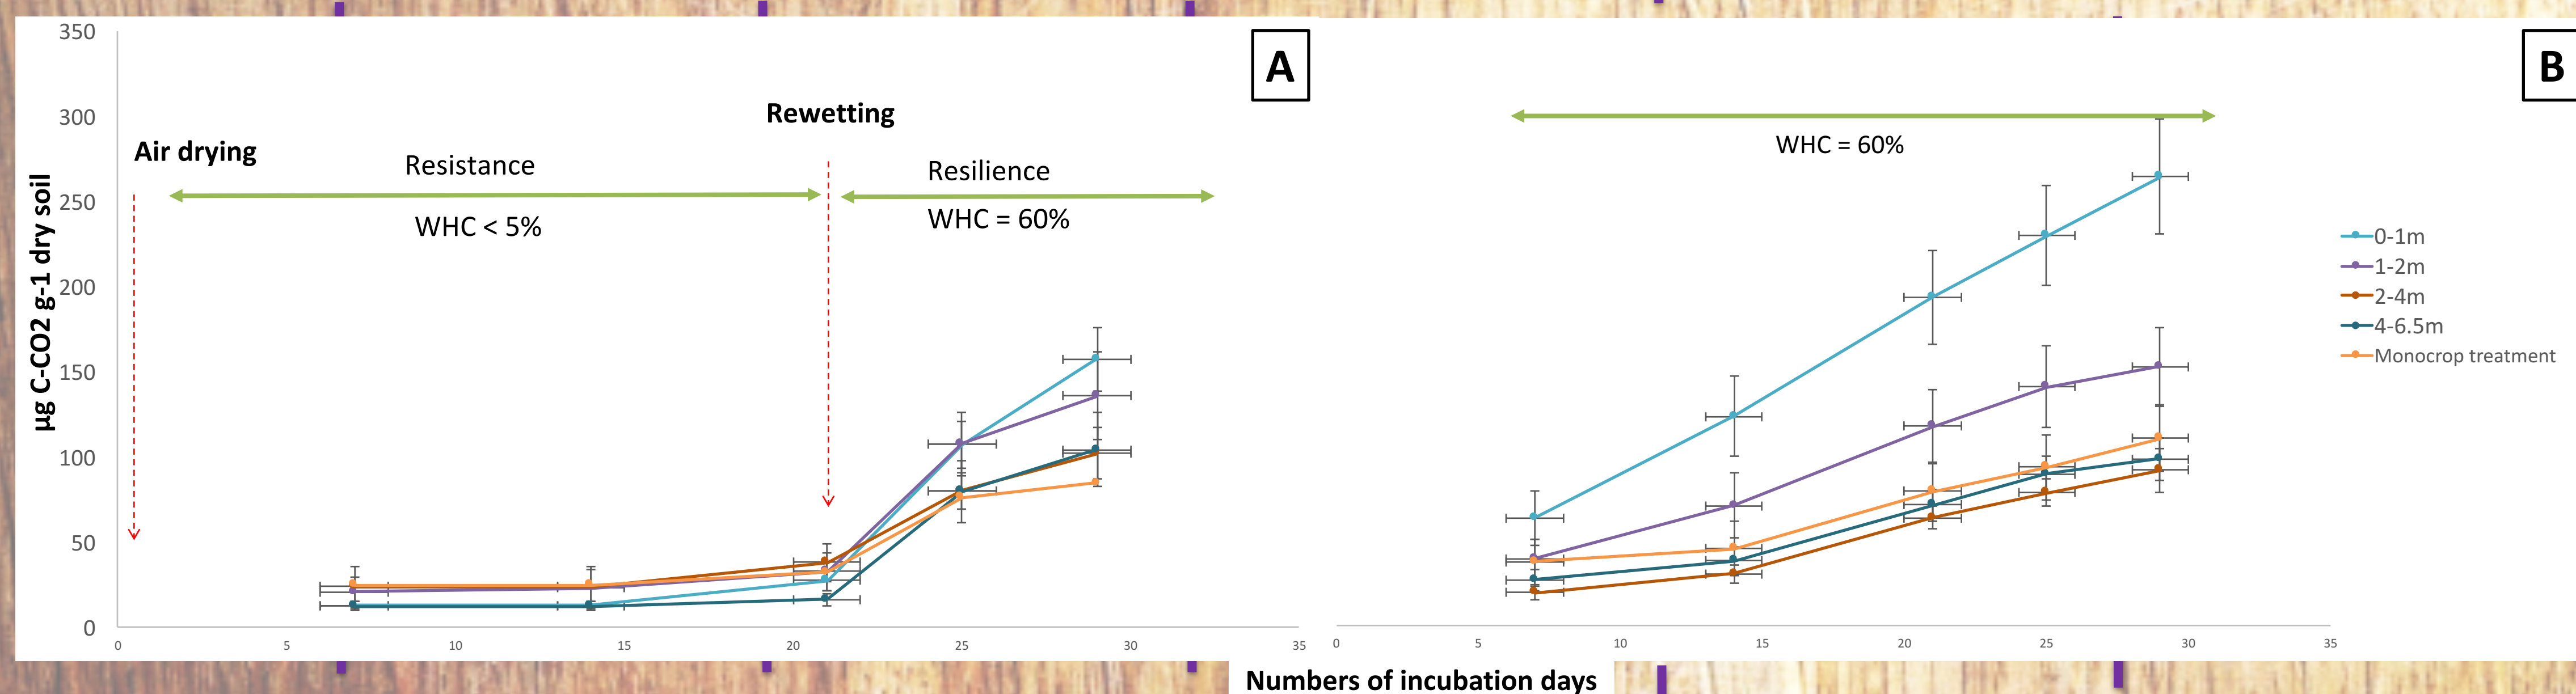 A
B
350
300
250
200
150
100
50
0
µg C-CO2 g-1 dry soil
Air drying
Resistance
WHC < 5%
Rewetting
Resilience
WHC = 60%
0 5 10 15 20 25 30 35
WHC = 60%
0 5 10 15 20 25 30 35
0-1m
1-2m
2-4m
4-6.5m
Monocrop treatment
Numbers of incubation days